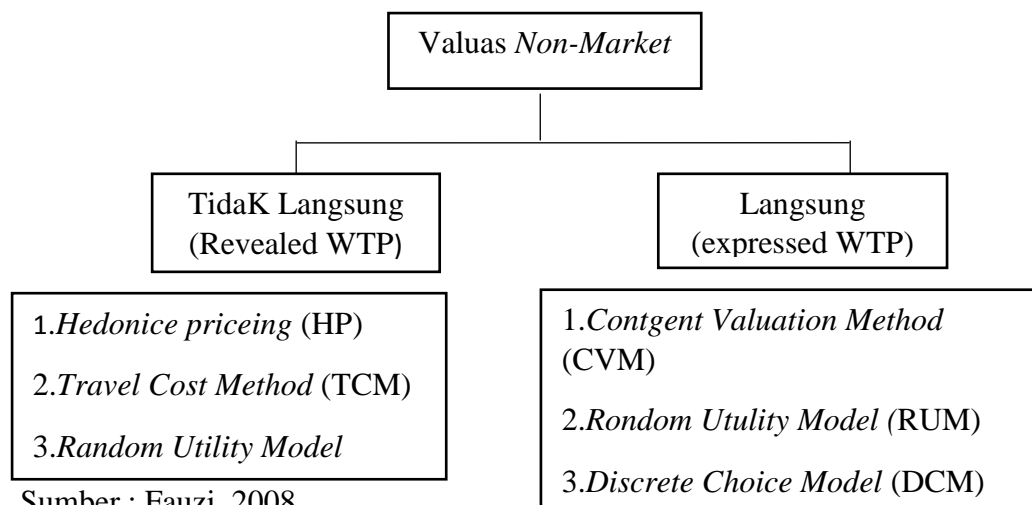 Valuas Non-Market
TidaK Langsung
(Revealed WTP)
Langsung
(expressed WTP)
1.Hedonice priceing (HP)
2.Travel Cost Method (TCM)
3.Random Utility Model
1.Contgent Valuation Method
(CVM)
2.Rondom Utulity Model (RUM)
3.Discrete Choice Model (DCM)
Sumber : Fauzi, 2008